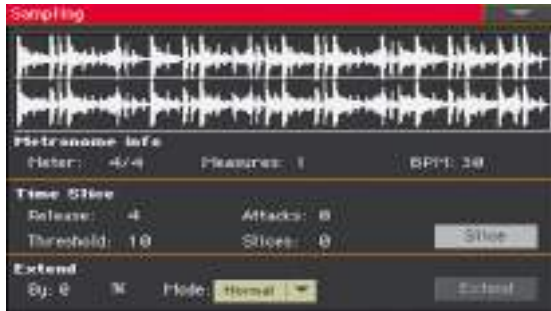 Sampling
Metronome Info
Meter: 4/4 Measures: 1 BPM: 30
Time Slice
Release: 4 Attacks: 0
Threshold: 10 Slices: 0 Slice
Extend
By: 0 % Mode: Normal Extend